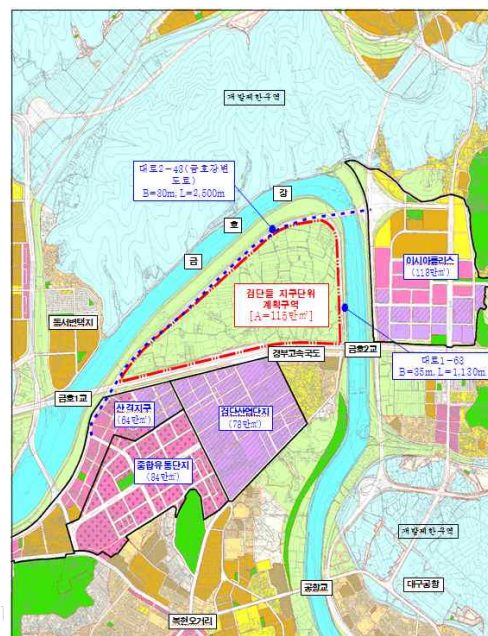 개발제한구역
대로2-43(금호강변
도로)
B=30m, L=2,500m
강
호
금
이시아폴리스
(118만㎡)
검단들 지구단위
계획구역
[A=115만㎡]
동서변택지
경부고속국도
금호2교
대로1-63
B=35m, L=1,130m
금호1교
산격지구
(64만㎡)
검단산업단지
(78만㎡)
종합유통단지
(84만㎡)
개발제한구역
공항교
대구공항
복현오거리